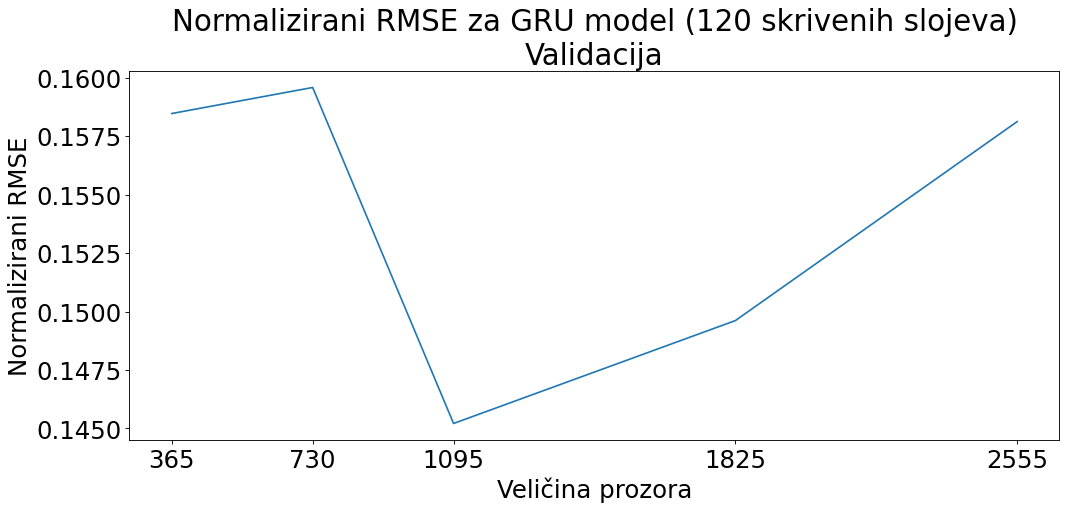 Normalizirani RMSE za GRU model (120 skrivenih slojeva)
Validacija
Normalizirani RMSE
0.1600
0.1575
0.1550
0.1525
0.1500
0.1475
0.1450
365 730 1095 1825 2555
Veličina prozora